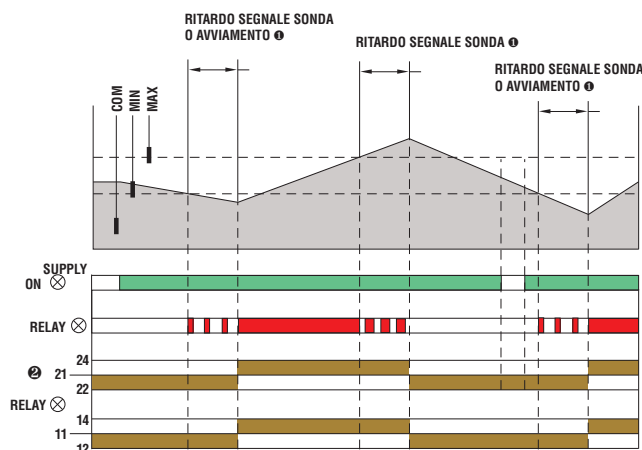 RITARDO SEGNALE SONDA
O AVVIAMENTO ❶
RITARDO SEGNALE SONDA ❶
RITARDO SEGNALE SONDA
O AVVIAMENTO ❶
COM
MIN
MAX
SUPPLY
ON
RELAY
24
❷ 21
22
RELAY
14
11
12